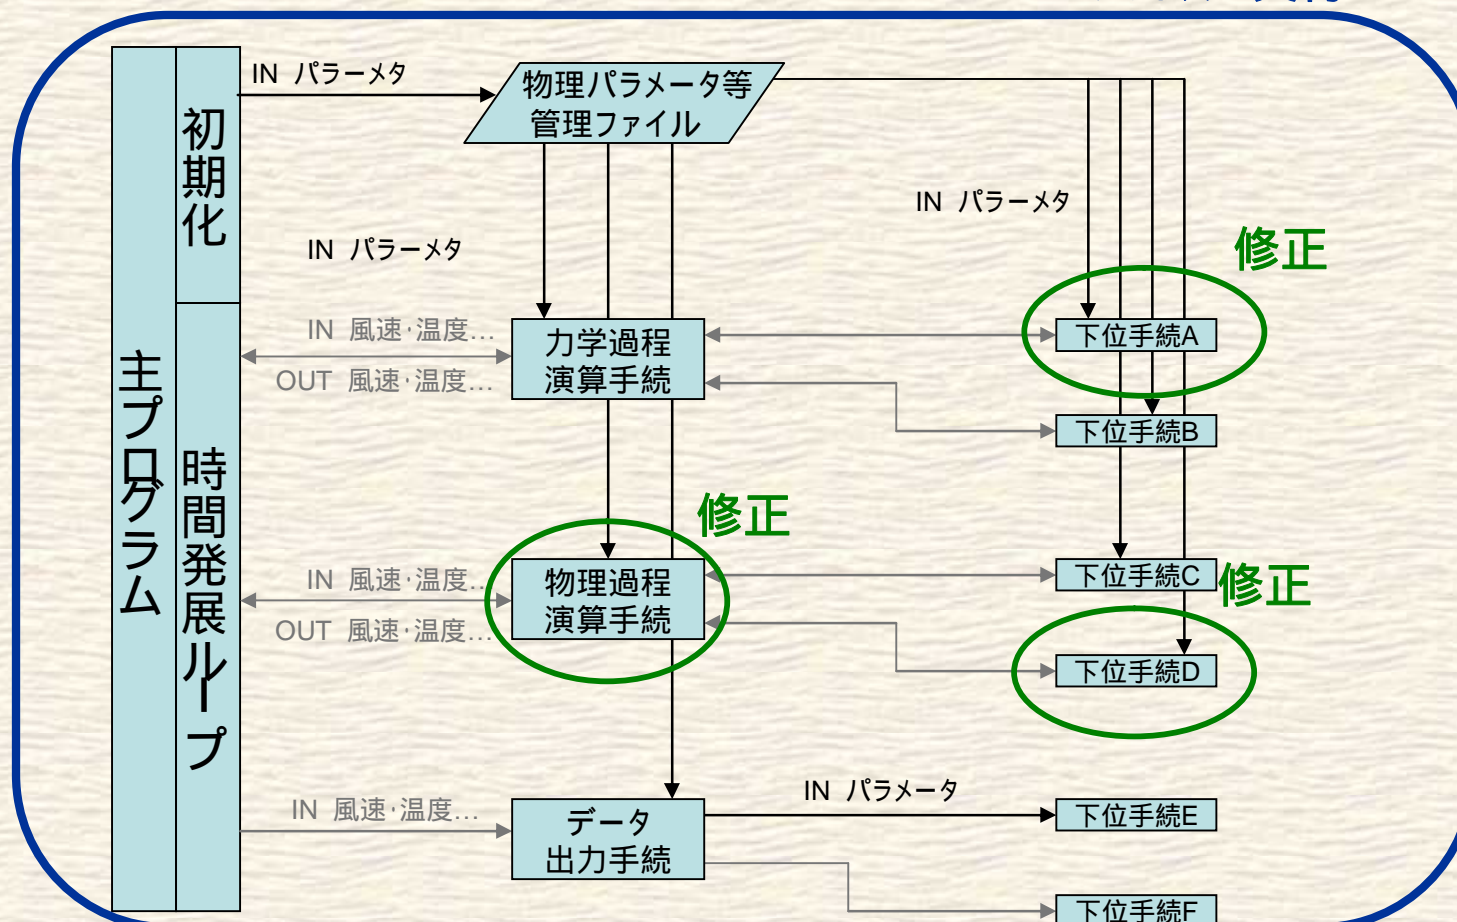 IN パラーメタ
物理パラメータ等
管理ファイル
初期化
IN パラーメタ
修正
IN パラーメタ
IN 風速・温度…
OUT 風速・温度…
力学過程
演算手続
下位手続A
下位手続B
主プログラム
時間発展ループ
修正
IN 風速・温度…
OUT 風速・温度…
物理過程
演算手続
下位手続C
修正
下位手続D
IN パラメータ
IN 風速・温度…
データ
出力手続
下位手続E
下位手続F